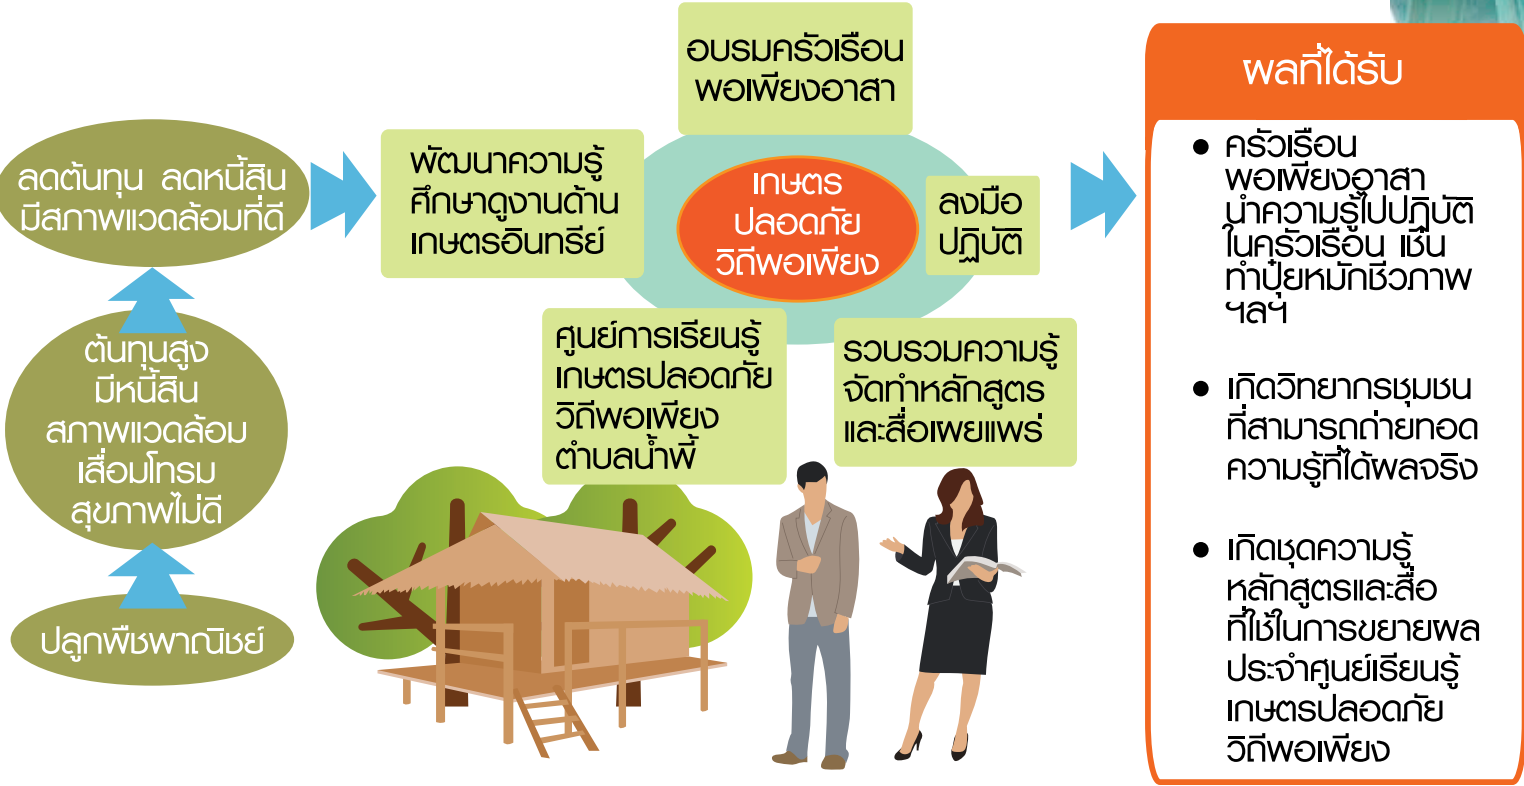 ปลูกพืชพาณิชย์
ต้นทุนสูง
มีหนี้สิน
สภาพแวดล้อม
เสื่อมโทรม
สุขภาพไม่ดี
ลดต้นทุน ลดหนี้สิน
มีสภาพแวดล้อมที่ดี
พัฒนาความรู้
ศึกษาดูงานด้าน
เกษตรอินทรีย์
อบรมครัวเรือน
พอเพียงอาสา
เกษตร
ปลอดภัย
วิถีพอเพียง
ลงมือ
ปฏิบัติ
ศูนย์การเรียนรู้
เกษตรปลอดภัย
วิถีพอเพียง
ตำบลน้ำพี้
รวบรวมความรู้
จัดทำหลักสูตร
และสื่อเผยแพร่
ผลที่ได้รับ
● ครัวเรือน
พอเพียงอาสา
นำความรู้ไปปฏิบัติ
ในครัวเรือน เช่น
ทำปุ๋ยหมักชีวภาพ
ฯลฯ
● เกิดวิทยากรชุมชน
ที่สามารถถ่ายทอด
ความรู้ที่ได้ผลจริง
● เกิดชุดความรู้
หลักสูตรและสื่อ
ที่ใช้ในการขยายผล
ประจำศูนย์เรียนรู้
เกษตรปลอดภัย
วิถีพอเพียง